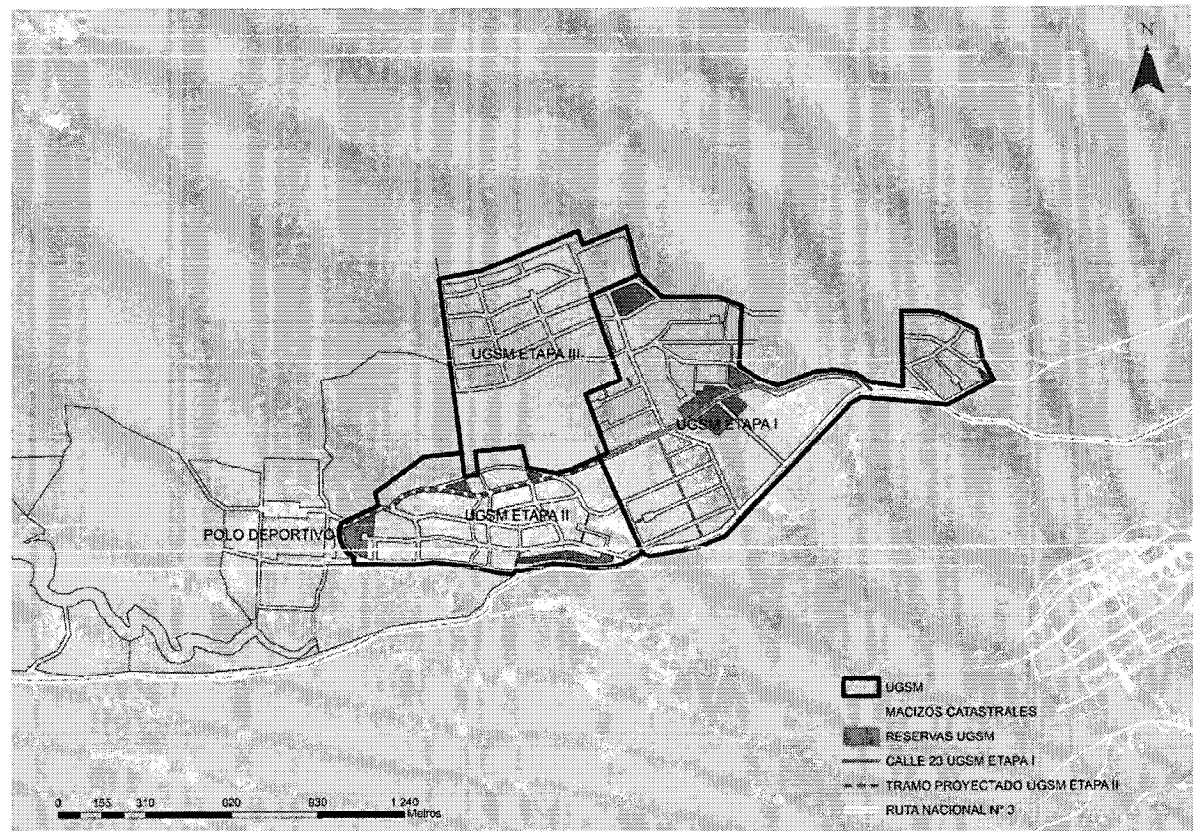 N
UGSM ETAPA III
UGSM ETAPA I
UGSM ETAPA II
POLO DEPORTIVO
UGSM
MACIZOS CATASTRALES
RESERVAS UGSM
CALLE 23 UGSM ETAPA I
TRAMO PROYECTADO UGSM ETAPA II
RUTA NACIONAL N° 3
0 155 310 620 930 1.240
Metros